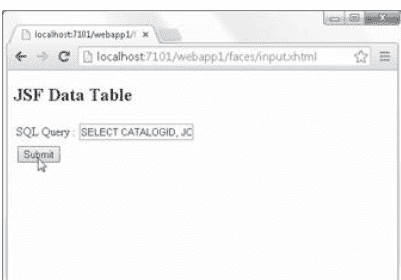 localhost:7101/webapp1/f
localhost:7101/webapp1/faces/input.xhtml
JSF Data Table
SQL Query : SELECT CATALOGID, JC
Submit